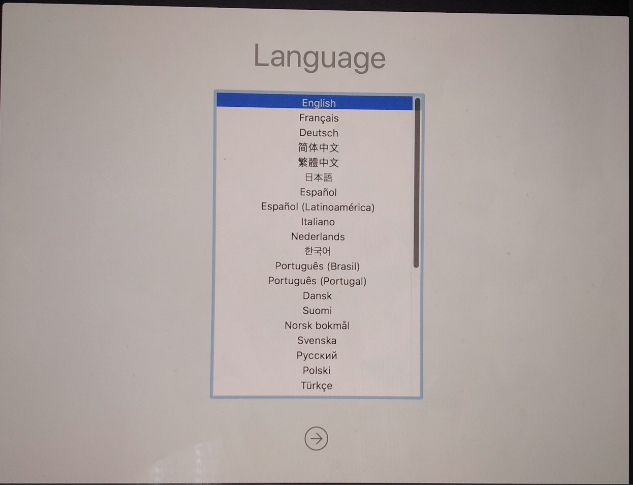 Language
English
Français
Deutsch
简体中文
繁體中文
日本語
Español
Español (Latinoamérica)
Italiano
Nederlands
한국어
Português (Brasil)
Português (Portugal)
Dansk
Suomi
Norsk bokmål
Svenska
Русский
Polski
Türkçe